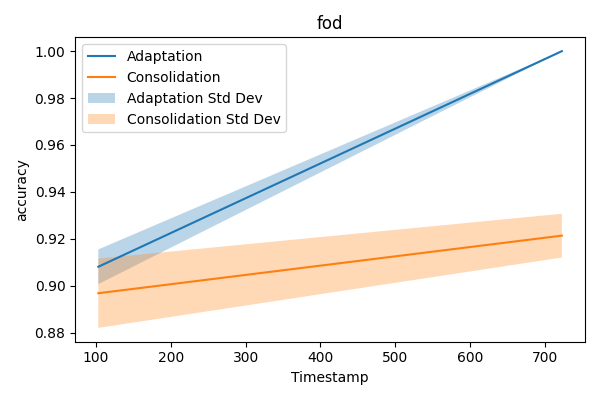 fod
Adaptation
Consolidation
Adaptation Std Dev
Consolidation Std Dev
accuracy
1.00
0.98
0.96
0.94
0.92
0.90
0.88
100 200 300 400 500 600 700
Timestamp